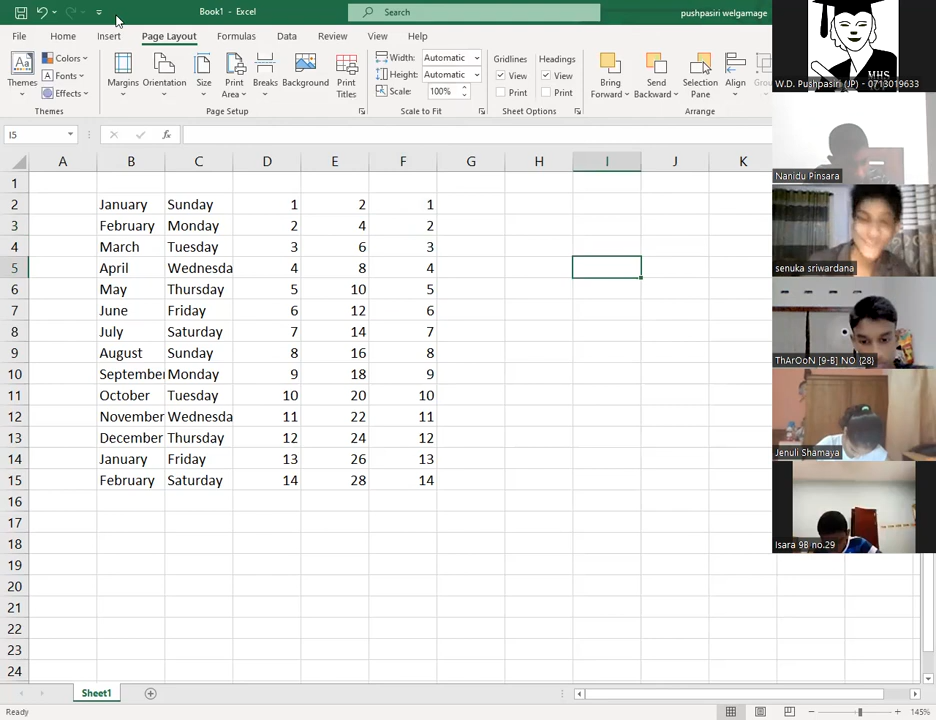 Book1 - Excel
Search
pushpasiri welgamage
File Home Insert Page Layout Formulas Data Review View Help
Themes Colors Fonts Effects
Margins Orientation Size Print Area Breaks Background Print Titles
Width: Automatic
Height: Automatic
Scale: 100%
Gridlines View Print
Headings View Print
Bring Forward Send Backward Selection Pane Align
Themes Page Setup Scale to Fit Sheet Options Arrange
I5 fx
A B C D E F G H I J K
1
2 January Sunday 1 2 1
3 February Monday 2 4 2
4 March Tuesday 3 6 3
5 April Wednesda 4 8 4
6 May Thursday 5 10 5
7 June Friday 6 12 6
8 July Saturday 7 14 7
9 August Sunday 8 16 8
10 September Monday 9 18 9
11 October Tuesday 10 20 10
12 November Wednesda 11 22 11
13 December Thursday 12 24 12
14 January Friday 13 26 13
15 February Saturday 14 28 14
16
17
18
19
20
21
22
23
24
Sheet1
Ready
145%
MHS
W.D. Pushpasiri (JP) - 0713019633
Nanidu Pinsara
senuka sriwardana
ThArOoN [9-B] NO {28}
Jenuli Shamaya
Isara 9B no.29